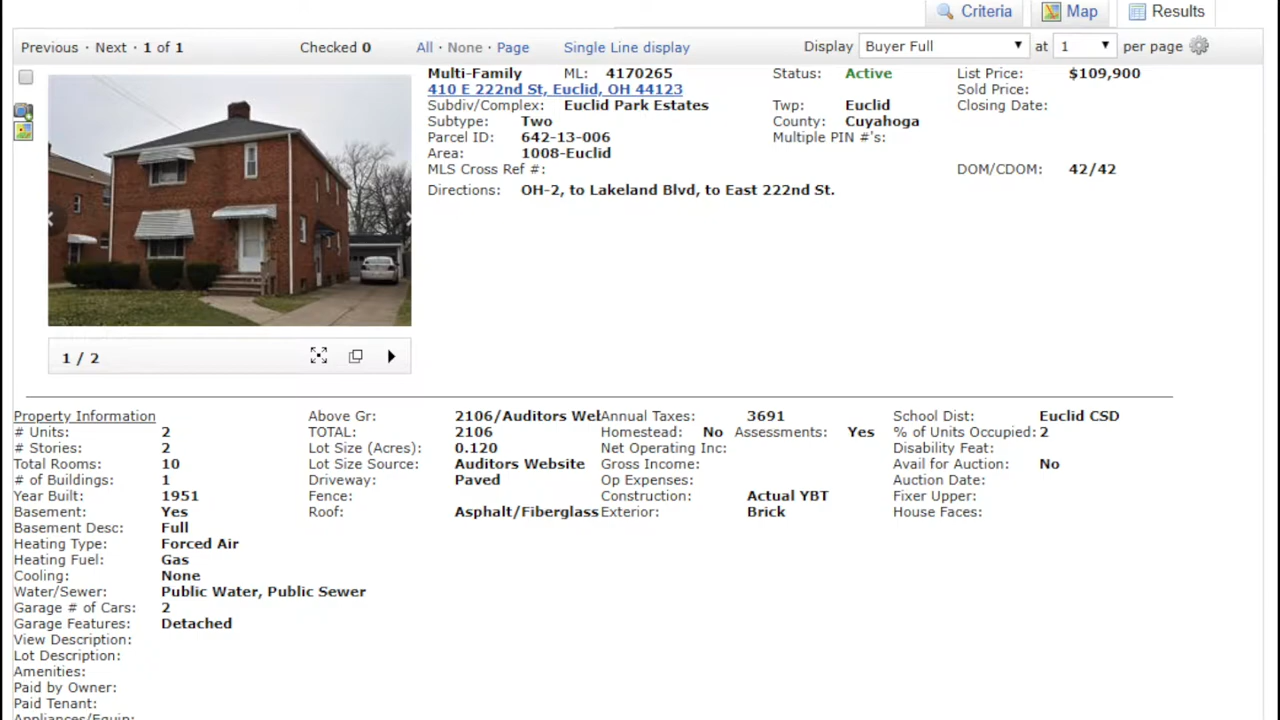 Criteria Map Results
Previous · Next · 1 of 1 Checked 0 All · None · Page Single Line display Display Buyer Full at 1 per page
Multi-Family ML: 4170265 Status: Active List Price: $109,900
410 E 222nd St, Euclid, OH 44123 Sold Price:
Subdiv/Complex: Euclid Park Estates Twp: Euclid Closing Date:
Subtype: Two County: Cuyahoga
Parcel ID: 642-13-006 Multiple PIN #'s:
Area: 1008-Euclid
MLS Cross Ref #: DOM/CDOM: 42/42
Directions: OH-2, to Lakeland Blvd, to East 222nd St.
1 / 2
Property Information Above Gr: 2106/Auditors Wel Annual Taxes: 3691 School Dist: Euclid CSD
# Units: 2 TOTAL: 2106 Homestead: No Assessments: Yes % of Units Occupied: 2
# Stories: 2 Lot Size (Acres): 0.120 Net Operating Inc: Disability Feat:
Total Rooms: 10 Lot Size Source: Auditors Website Gross Income: Avail for Auction: No
# of Buildings: 1 Driveway: Paved Op Expenses: Auction Date:
Year Built: 1951 Fence: Construction: Actual YBT Fixer Upper:
Basement: Yes Roof: Asphalt/Fiberglass Exterior: Brick House Faces:
Basement Desc: Full
Heating Type: Forced Air
Heating Fuel: Gas
Cooling: None
Water/Sewer: Public Water, Public Sewer
Garage # of Cars: 2
Garage Features: Detached
View Description:
Lot Description:
Amenities:
Paid by Owner:
Paid Tenant:
Appliances/Equip: